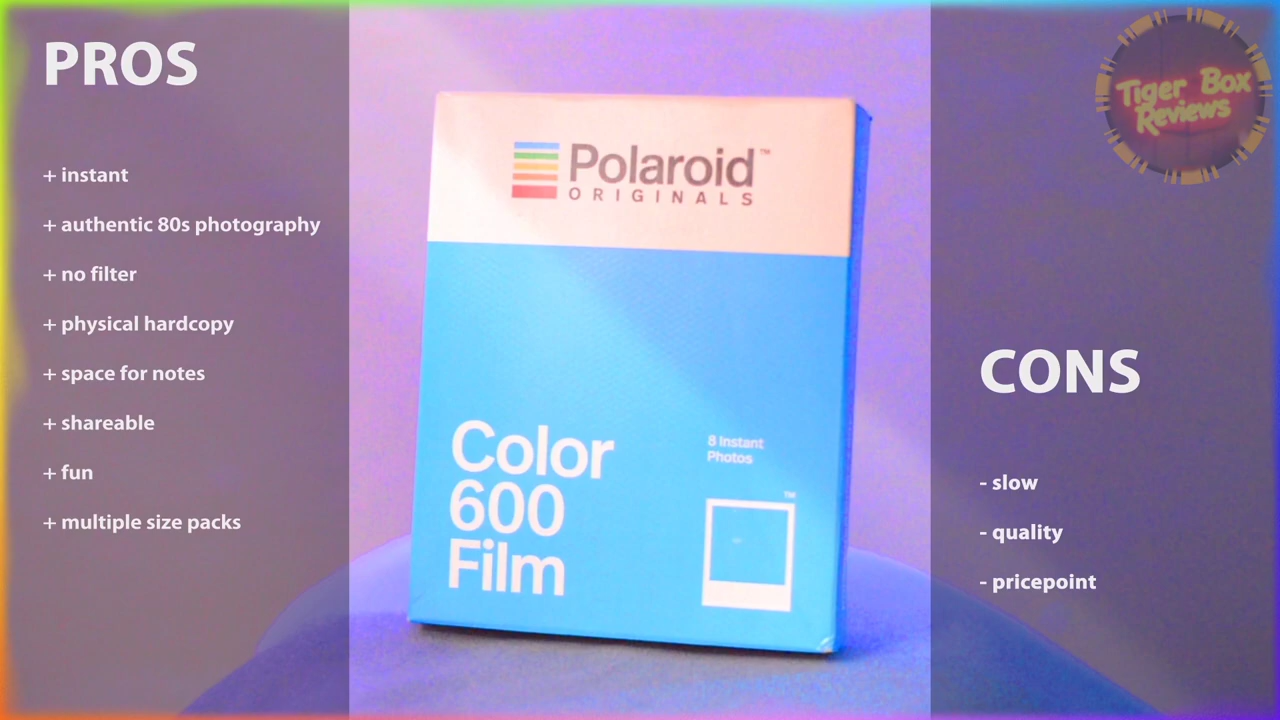 PROS
+ instant
+ authentic 80s photography
+ no filter
+ physical hardcopy
+ space for notes
+ shareable
+ fun
+ multiple size packs
Polaroid™
ORIGINALS
Color
600
Film
8 Instant
Photos
TM
Tiger Box
Reviews
CONS
- slow
- quality
- pricepoint